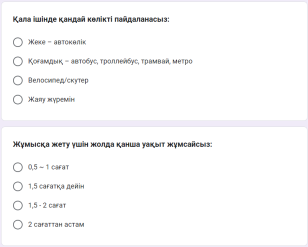 Қала ішінде қандай көлікті пайдаланасыз:
Жеке – автокөлік
Қоғамдық – автобус, троллейбус, трамвай, метро
Велосипед/скутер
Жаяу жүремін
Жұмысқа жету үшін жолда қанша уақыт жұмсайсыз:
0,5 – 1 сағат
1,5 сағатқа дейін
1,5 - 2 сағат
2 сағаттан астам